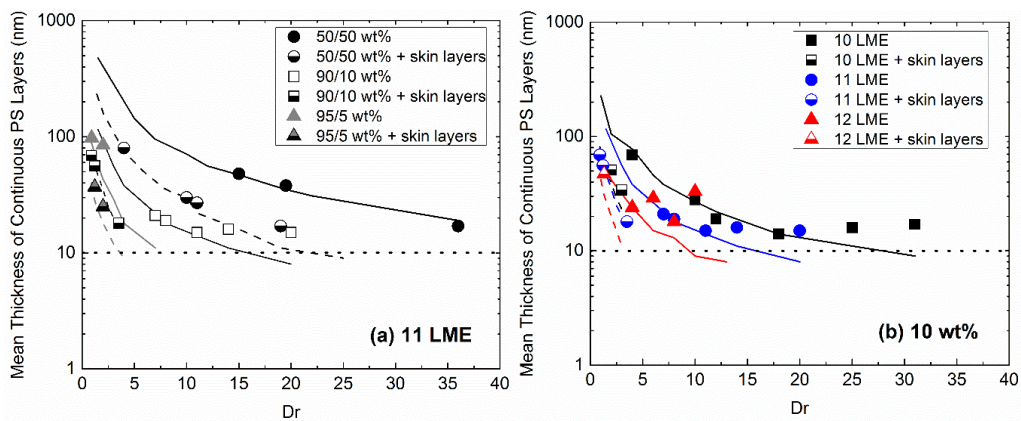 Mean Thickness of Continuous PS Layers (nm)
1000
100
10
1
50/50 wt%
50/50 wt% + skin layers
90/10 wt%
90/10 wt% + skin layers
95/5 wt%
95/5 wt% + skin layers
(a) 11 LME
0 5 10 15 20 25 30 35 40
Dr
Mean Thickness of Continuous PS Layers (nm)
1000
100
10
1
10 LME
10 LME + skin layers
11 LME
11 LME + skin layers
12 LME
12 LME + skin layers
(b) 10 wt%
0 5 10 15 20 25 30 35 40
Dr